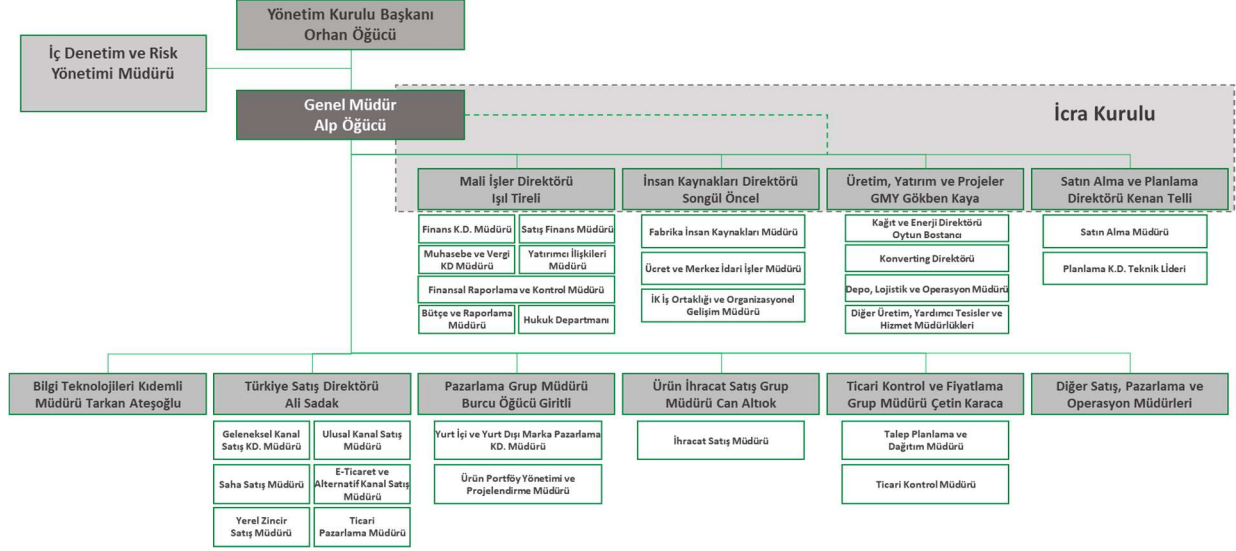 Yönetim Kurulu Başkanı
Orhan Öğücü
İç Denetim ve Risk
Yönetimi Müdürü
Genel Müdür
Alp Öğücü
İcra Kurulu
Mali İşler Direktörü
Işıl Tireli
İnsan Kaynakları Direktörü
Songül Öncel
Üretim, Yatırım ve Projeler
GMY Gökben Kaya
Satın Alma ve Planlama
Direktörü Kenan Telli
Finans K.D. Müdürü
Satış Finans Müdürü
Muhasebe ve Vergi
KD Müdürü
Yatırımcı İlişkileri
Müdürü
Finansal Raporlama ve Kontrol Müdürü
Bütçe ve Raporlama
Müdürü
Hukuk Departmanı
Fabrika İnsan Kaynakları Müdürü
Ücret ve Merkez İdari İşler Müdürü
İK İş Ortaklığı ve Organizasyonel
Gelişim Müdürü
Kağıt ve Enerji Direktörü
Oytun Bostancı
Konverting Direktörü
Depo, Lojistik ve Operasyon Müdürü
Diğer Üretim, Yardımcı Tesisler ve
Hizmet Müdürlükleri
Satın Alma Müdürü
Planlama K.D. Teknik Lİderi
Bilgi Teknolojileri Kıdemli
Müdürü Tarkan Ateşoğlu
Türkiye Satış Direktörü
Ali Sadak
Pazarlama Grup Müdürü
Burcu Öğücü Giritli
Ürün İhracat Satış Grup
Müdürü Can Altıok
Ticari Kontrol ve Fiyatlama
Grup Müdürü Çetin Karaca
Diğer Satış, Pazarlama ve
Operasyon Müdürleri
Geleneksel Kanal
Satış KD. Müdürü
Ulusal Kanal Satış
Müdürü
Saha Satış Müdürü
E-Ticaret ve
Alternatif Kanal Satış
Müdürü
Yerel Zincir
Satış Müdürü
Ticari
Pazarlama Müdürü
Yurt İçi ve Yurt Dışı Marka Pazarlama
KD. Müdürü
Ürün Portföy Yönetimi ve
Projelendirme Müdürü
İhracat Satış Müdürü
Talep Planlama ve
Dağıtım Müdürü
Ticari Kontrol Müdürü